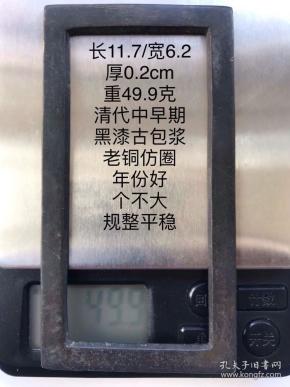 长11.7/宽6.2
厚0.2cm
重49.9克
清代中早期
黑漆古包浆
老铜仿圈
年份好
个不大
规整平稳
49.9
孔夫子旧书网
www.kongfz.com